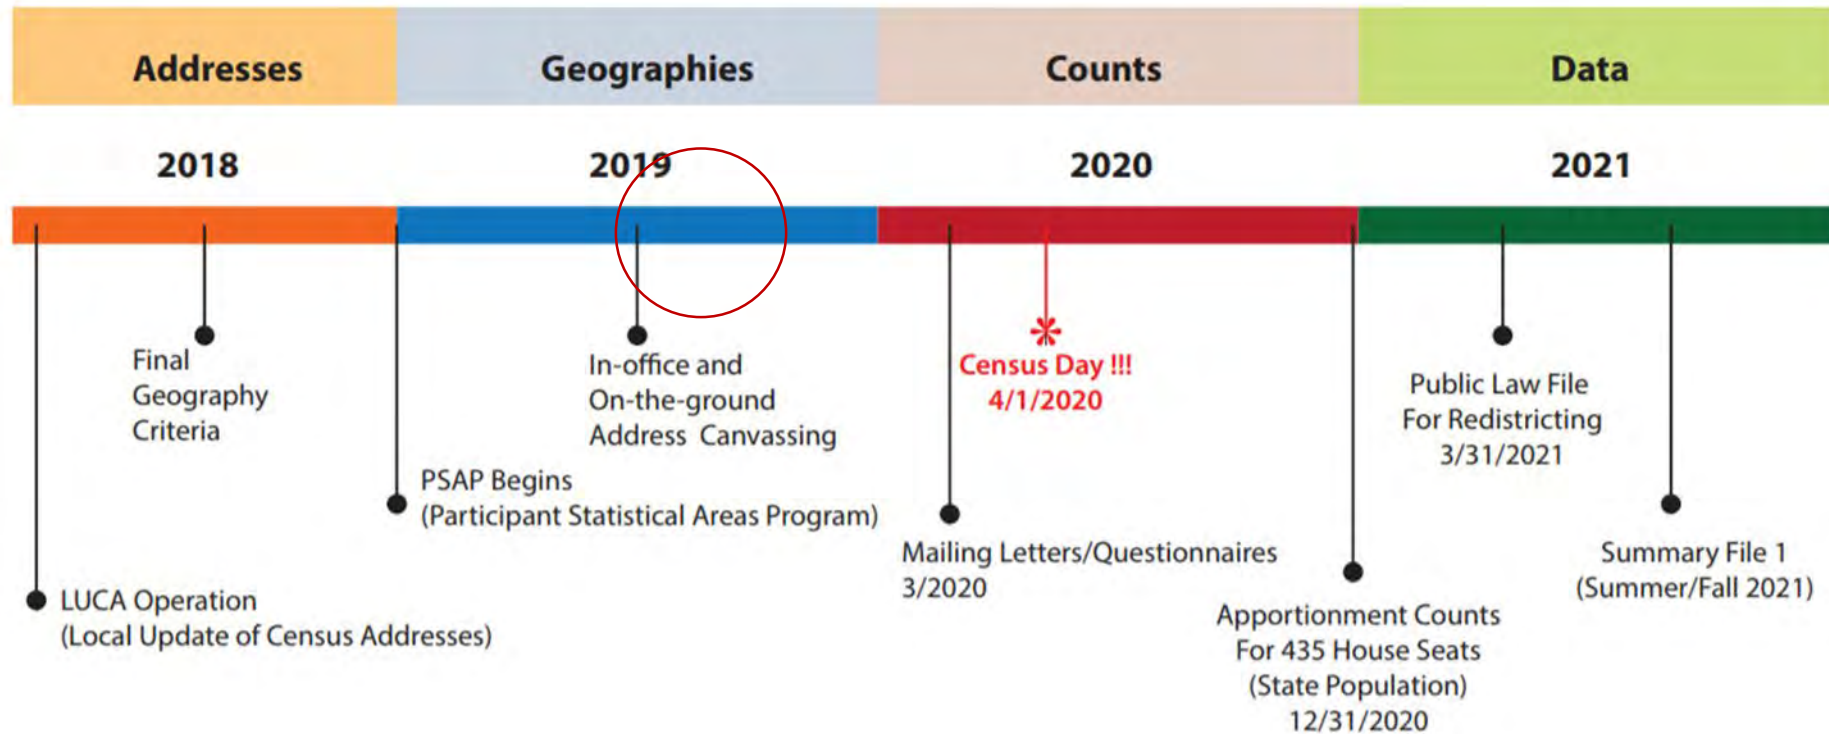 Addresses
Geographies
Counts
Data
2018
2019
2020
2021
Final
Geography
Criteria
In-office and
On-the-ground
Address Canvassing
Census Day !!!
4/1/2020
Public Law File
For Redistricting
3/31/2021
PSAP Begins
(Participant Statistical Areas Program)
Mailing Letters/Questionnaires
3/2020
Summary File 1
(Summer/Fall 2021)
LUCA Operation
(Local Update of Census Addresses)
Apportionment Counts
For 435 House Seats
(State Population)
12/31/2020